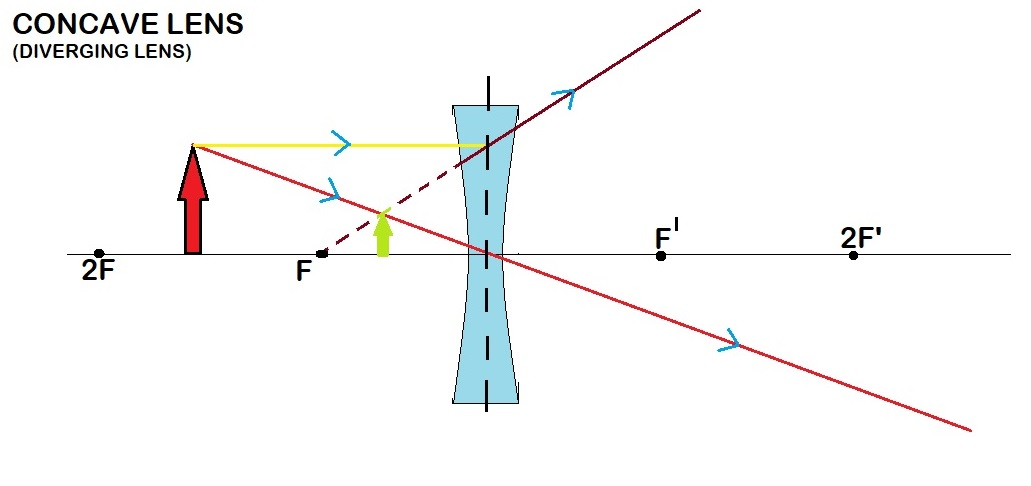 CONCAVE LENS
(DIVERGING LENS)
2F
F
F'
2F'